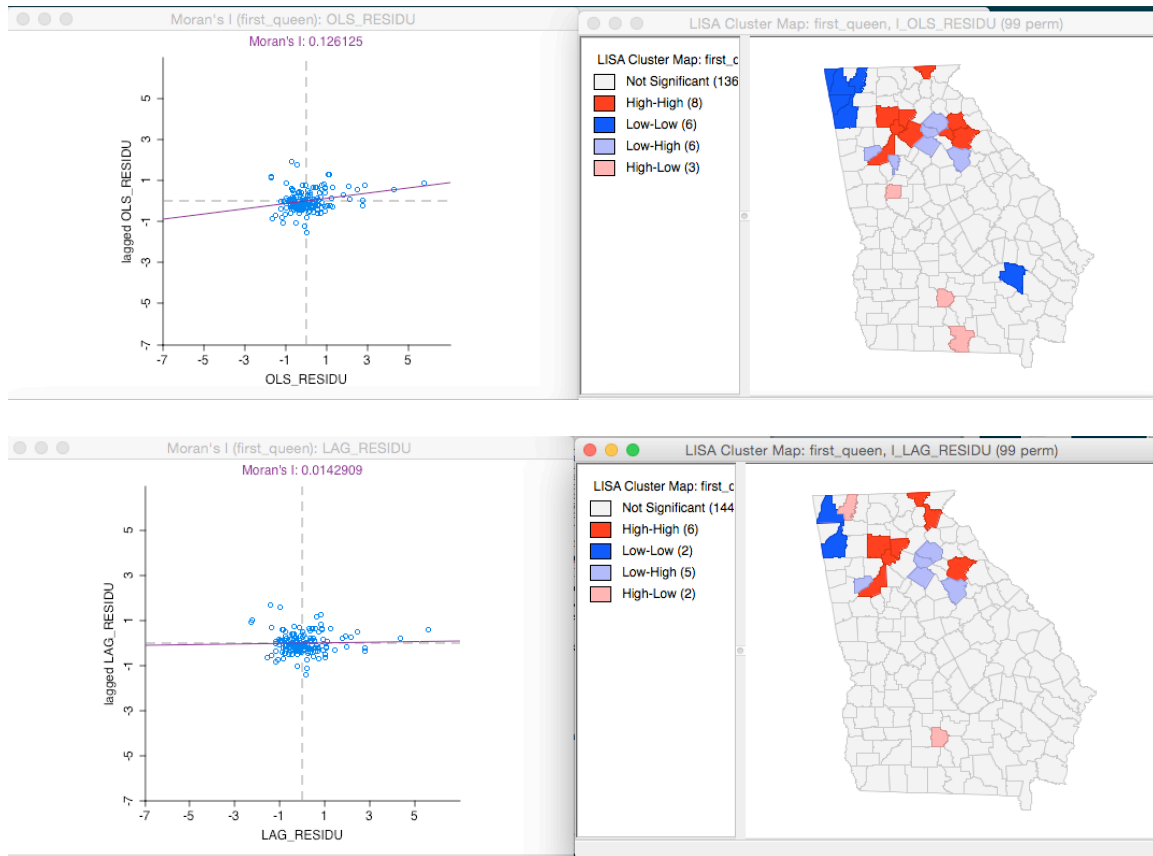 Moran's I (first_queen): OLS_RESIDU
Moran's I: 0.126125
5
3
1
-1
-3
-5
-7
lagged OLS_RESIDU
-7 -5 -3 -1 1 3 5
OLS_RESIDU
LISA Cluster Map: first_queen, I_OLS_RESIDU (99 perm)
LISA Cluster Map: first_q
Not Significant (136
High-High (8)
Low-Low (6)
Low-High (6)
High-Low (3)
Moran's I (first_queen): LAG_RESIDU
Moran's I: 0.0142909
5
3
1
-1
-3
-5
-7
lagged LAG_RESIDU
-7 -5 -3 -1 1 3 5
LAG_RESIDU
LISA Cluster Map: first_queen, I_LAG_RESIDU (99 perm)
LISA Cluster Map: first_q
Not Significant (144
High-High (6)
Low-Low (2)
Low-High (5)
High-Low (2)